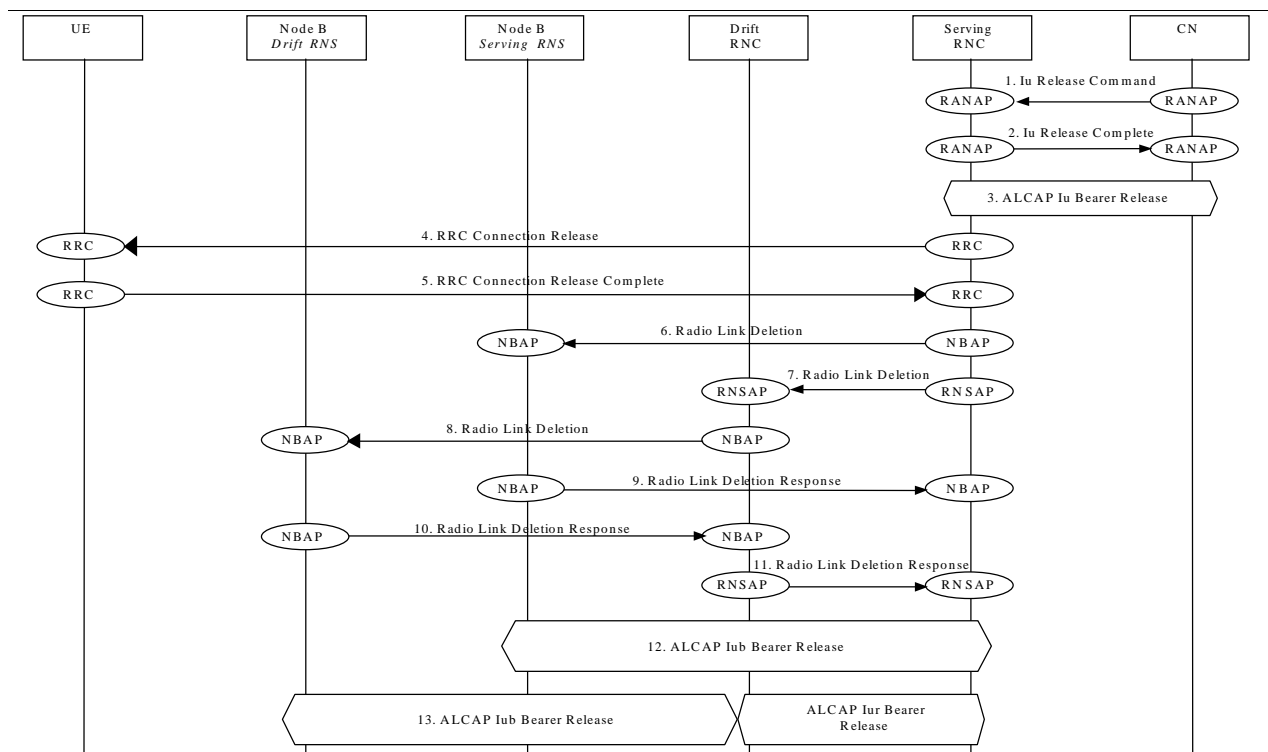 UE
Node B
Drift RNS
Node B
Serving RNS
Drift
RNC
Serving
RNC
CN
1. Iu Release Command
RANAP
RANAP
2. Iu Release Complete
RANAP
RANAP
3. ALCAP Iu Bearer Release
4. RRC Connection Release
RRC
RRC
5. RRC Connection Release Complete
RRC
RRC
6. Radio Link Deletion
NBAP
NBAP
7. Radio Link Deletion
RNSAP
RNSAP
8. Radio Link Deletion
NBAP
NBAP
9. Radio Link Deletion Response
NBAP
NBAP
10. Radio Link Deletion Response
NBAP
NBAP
11. Radio Link Deletion Response
RNSAP
RNSAP
12. ALCAP Iub Bearer Release
13. ALCAP Iub Bearer Release
ALCAP Iur Bearer
Release